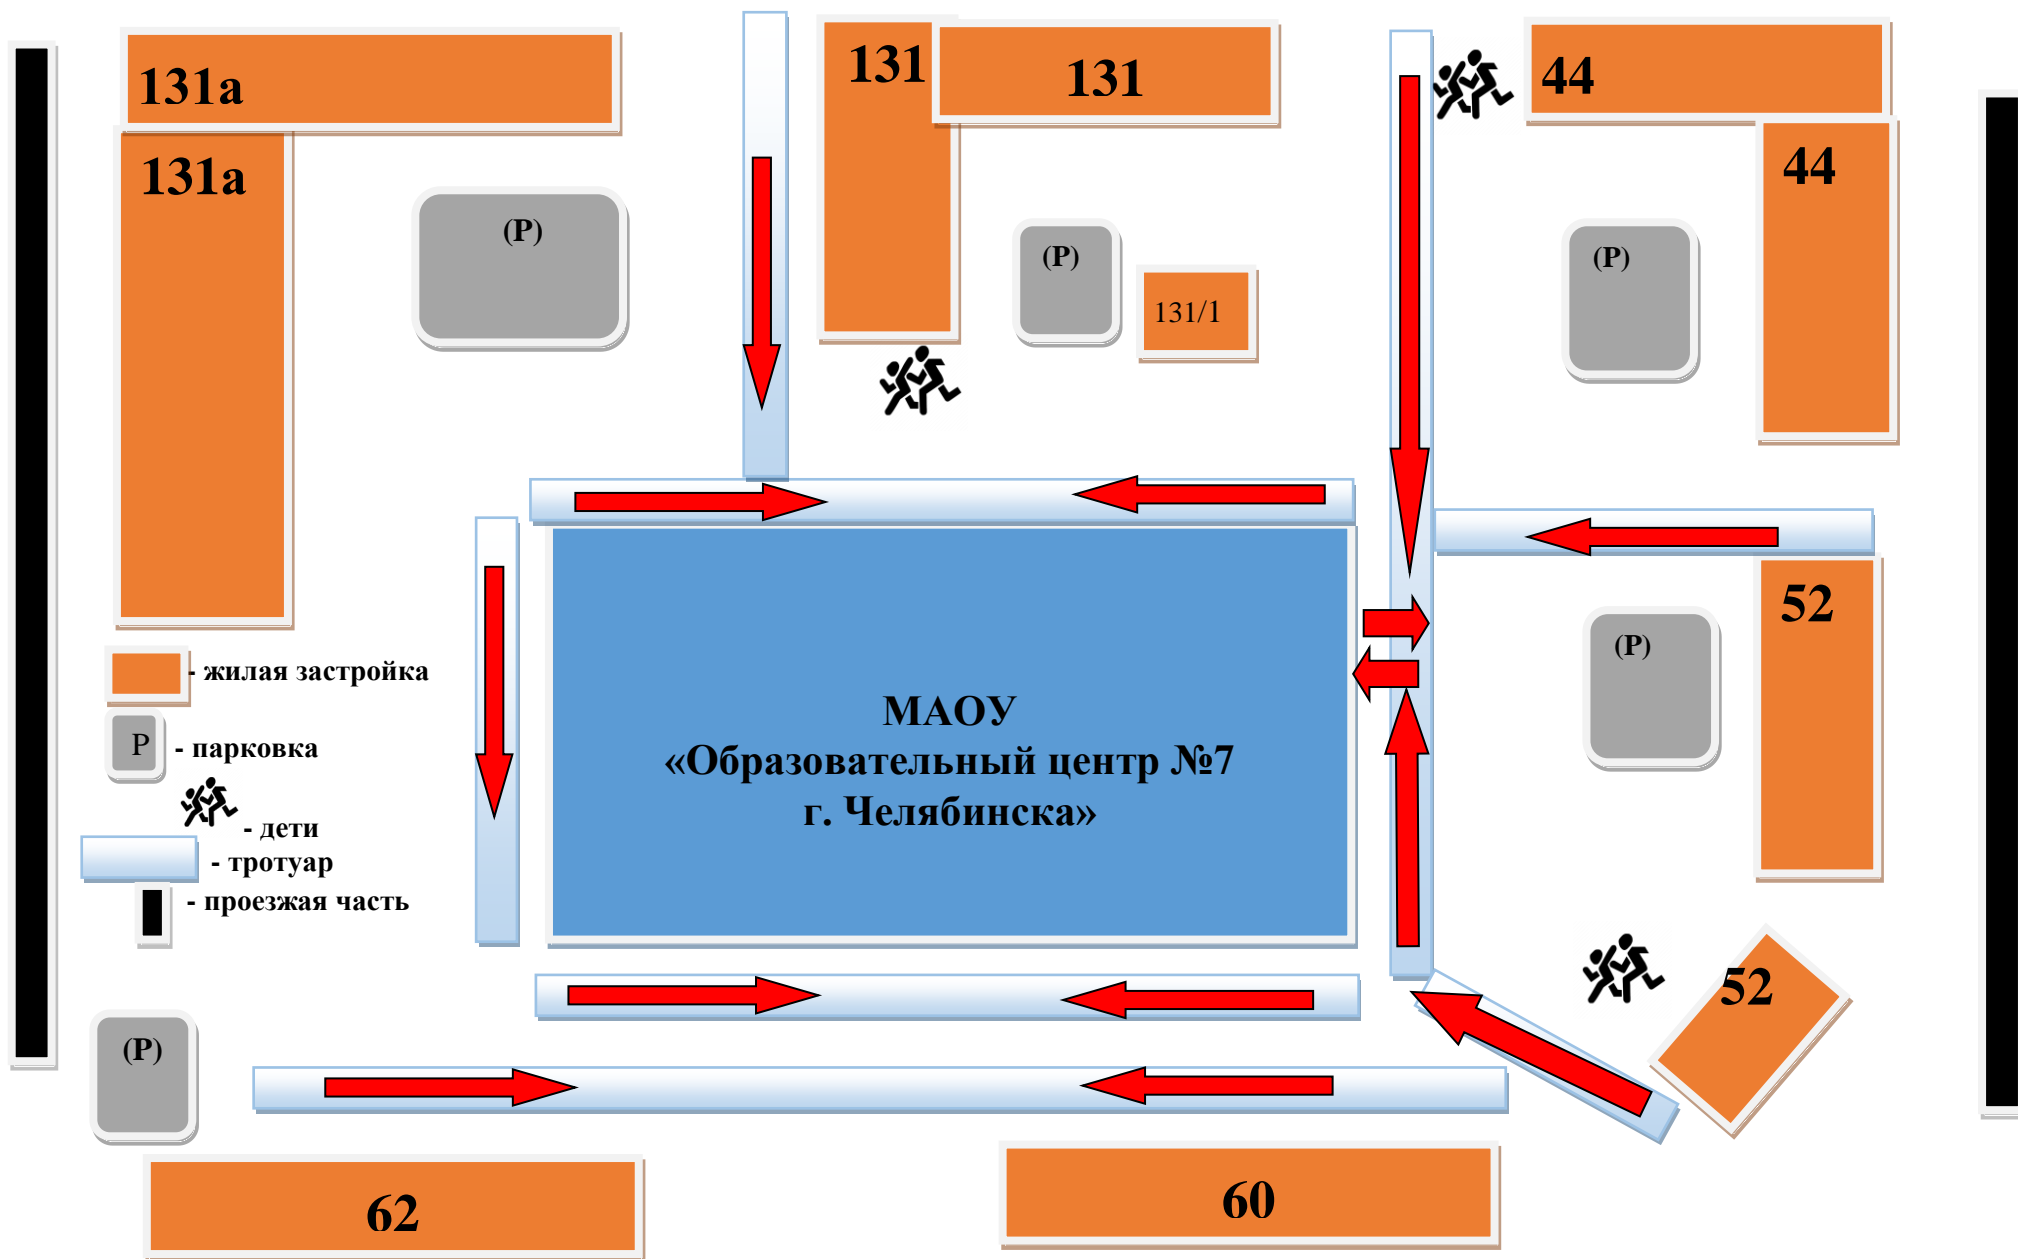 131а
131
131
44
131а
44
(Р)
(Р)
(Р)
131/1
52
(Р)
- жилая застройка
Р - парковка
- дети
- тротуар
- проезжая часть
МАОУ
«Образовательный центр №7
г. Челябинска»
52
(Р)
62
60